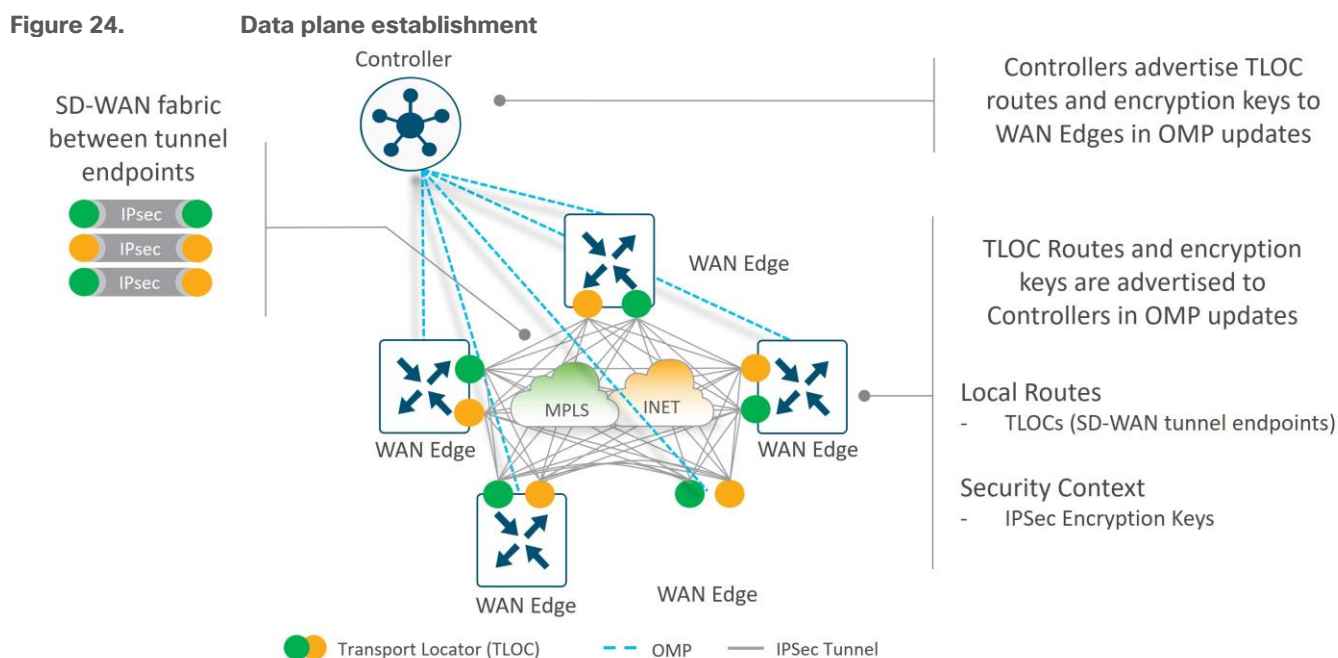 Figure 24. Data plane establishment
Controller
SD-WAN fabric
between tunnel
endpoints
IPsec
IPsec
IPsec
Controllers advertise TLOC
routes and encryption keys to
WAN Edges in OMP updates
WAN Edge
TLOC Routes and encryption
keys are advertised to
Controllers in OMP updates
MPLS
INET
WAN Edge
WAN Edge
Local Routes
- TLOCs (SD-WAN tunnel endpoints)
Security Context
- IPSec Encryption Keys
WAN Edge
WAN Edge
Transport Locator (TLOC)
OMP
IPSec Tunnel